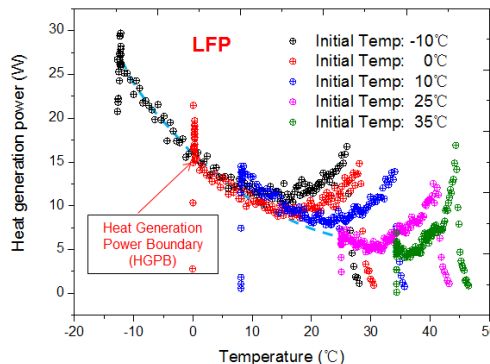 LFP
Initial Temp: -10℃
Initial Temp: 0℃
Initial Temp: 10℃
Initial Temp: 25℃
Initial Temp: 35℃
Heat Generation
Power Boundary
(HGPB)
Heat generation power (W)
30
25
20
15
10
5
0
-20
-10
0
10
20
30
40
50
Temperature (℃)